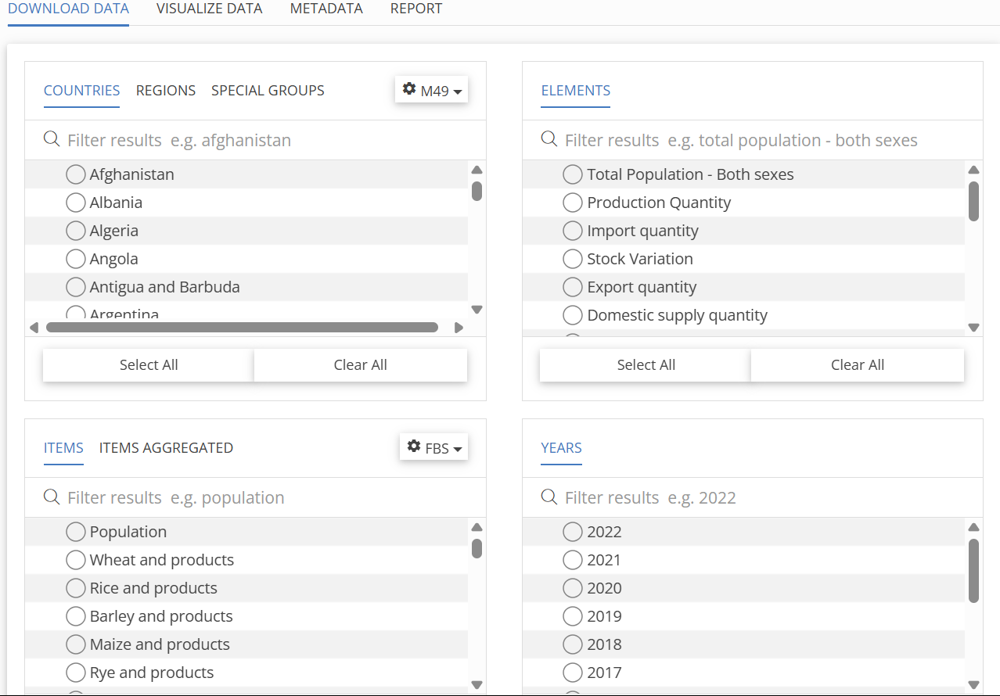 DOWNLOAD DATA VISUALIZE DATA METADATA REPORT
COUNTRIES REGIONS SPECIAL GROUPS M49
Filter results e.g. afghanistan
Afghanistan
Albania
Algeria
Angola
Antigua and Barbuda
Argentina
Select All Clear All
ELEMENTS
Filter results e.g. total population - both sexes
Total Population - Both sexes
Production Quantity
Import quantity
Stock Variation
Export quantity
Domestic supply quantity
Select All Clear All
ITEMS ITEMS AGGREGATED FBS
Filter results e.g. population
Population
Wheat and products
Rice and products
Barley and products
Maize and products
Rye and products
YEARS
Filter results e.g. 2022
2022
2021
2020
2019
2018
2017